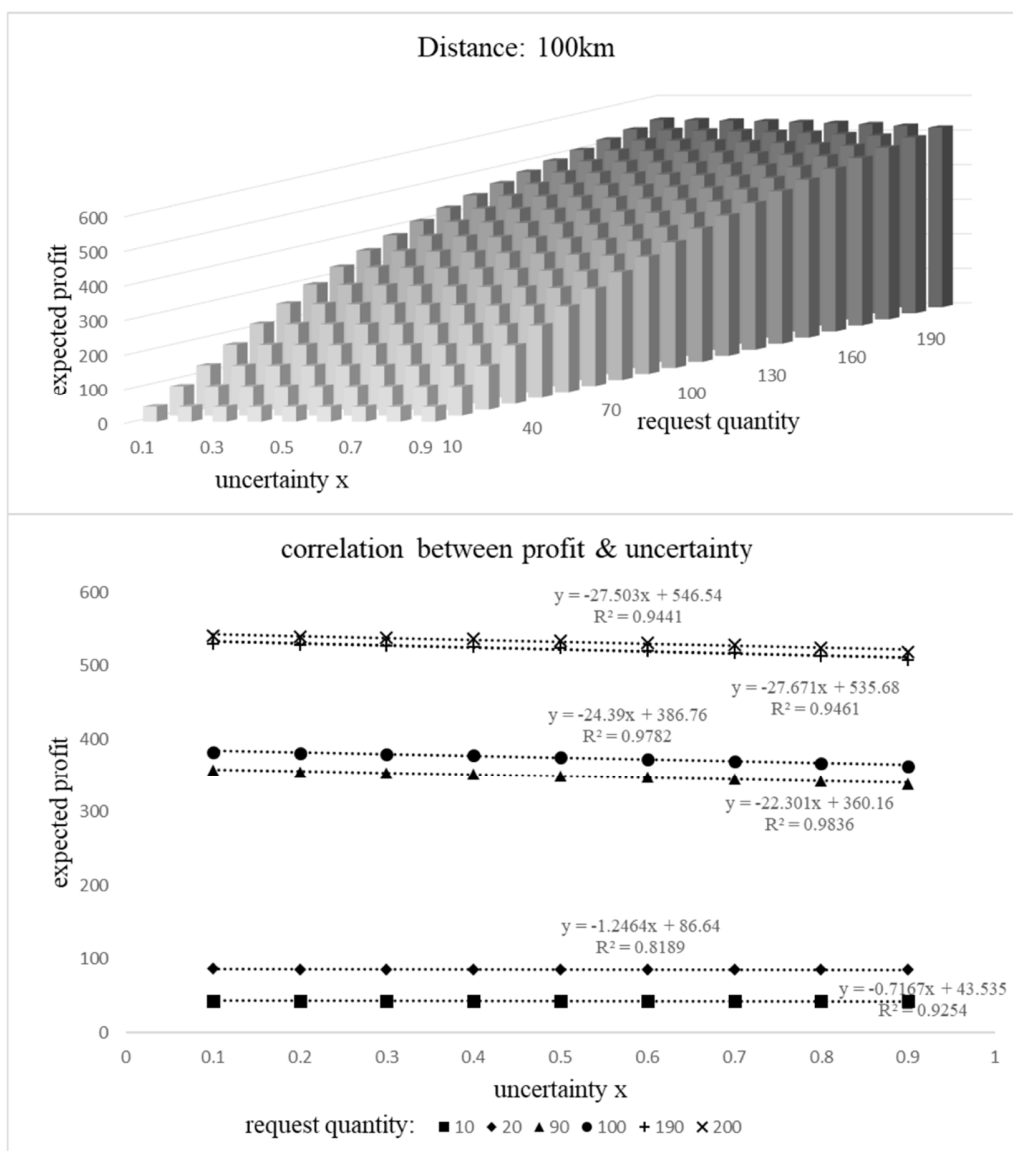 Distance: 100km
600
500
400
300
200
100
0
expected profit
0.1 0.3 0.5 0.7 0.9
uncertainty x
10 40 70 100 130 160 190
request quantity
correlation between profit & uncertainty
600
500
400
300
200
100
0
expected profit
y = -27.503x + 546.54
R² = 0.9441
y = -27.671x + 535.68
R² = 0.9461
y = -24.39x + 386.76
R² = 0.9782
y = -22.301x + 360.16
R² = 0.9836
y = -1.2464x + 86.64
R² = 0.8189
y = -0.7167x + 43.535
R² = 0.9254
0 0.1 0.2 0.3 0.4 0.5 0.6 0.7 0.8 0.9 1
uncertainty x
request quantity: 10 20 90 100 190 200